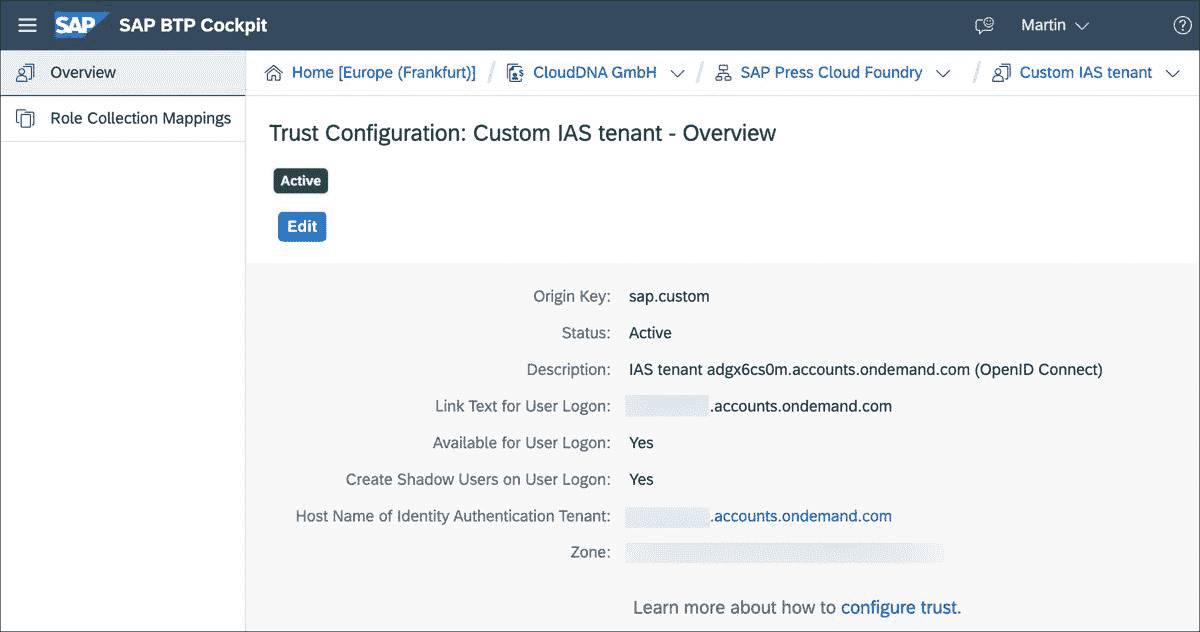 SAP SAP BTP Cockpit Martin
Overview
Role Collection Mappings
Home [Europe (Frankfurt)] / CloudDNA GmbH / SAP Press Cloud Foundry / Custom IAS tenant
Trust Configuration: Custom IAS tenant - Overview
Active
Edit
Origin Key: sap.custom
Status: Active
Description: IAS tenant adgx6cs0m.accounts.ondemand.com (OpenID Connect)
Link Text for User Logon: .accounts.ondemand.com
Available for User Logon: Yes
Create Shadow Users on User Logon: Yes
Host Name of Identity Authentication Tenant: .accounts.ondemand.com
Zone:
Learn more about how to configure trust.